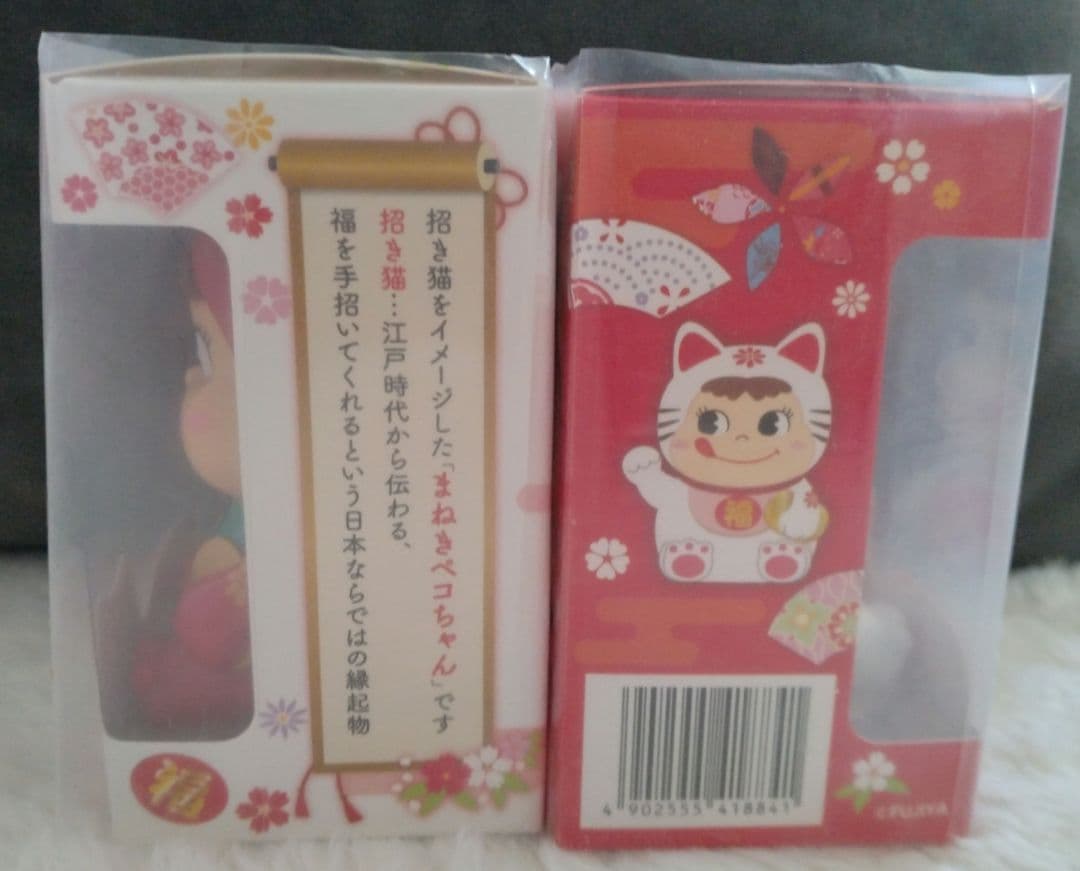 招き猫をイメージした「まねきペコちゃん」です
招き猫…江戸時代から伝わる、
福を手招いてくれるという日本ならではの縁起物
福
福
4 902555 418841
©FUJIYA